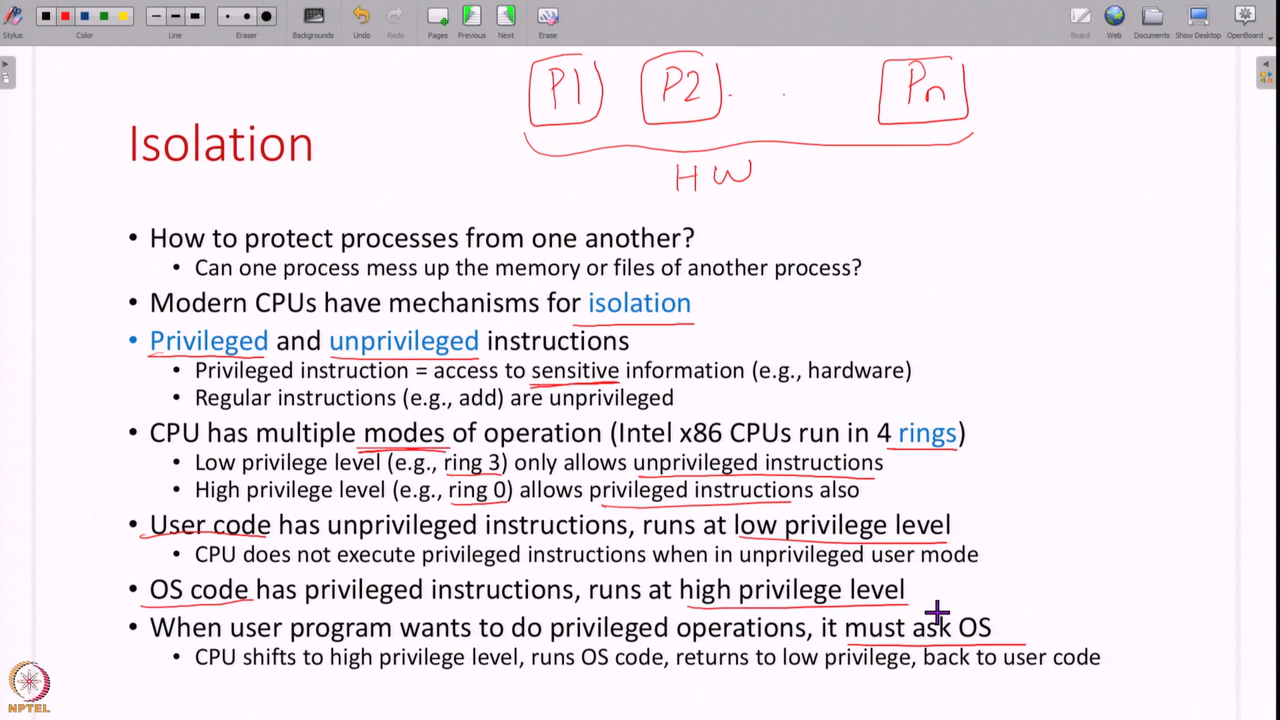 Stylus
Color
Line
Eraser
Backgrounds
Undo
Redo
Pages
Previous
Next
Erase
Board
Web
Documents
Show Desktop
OpenBoard
P1 P2 . . Pn
HW
Isolation
• How to protect processes from one another?
• Can one process mess up the memory or files of another process?
• Modern CPUs have mechanisms for isolation
• Privileged and unprivileged instructions
• Privileged instruction = access to sensitive information (e.g., hardware)
• Regular instructions (e.g., add) are unprivileged
• CPU has multiple modes of operation (Intel x86 CPUs run in 4 rings)
• Low privilege level (e.g., ring 3) only allows unprivileged instructions
• High privilege level (e.g., ring 0) allows privileged instructions also
• User code has unprivileged instructions, runs at low privilege level
• CPU does not execute privileged instructions when in unprivileged user mode
• OS code has privileged instructions, runs at high privilege level
• When user program wants to do privileged operations, it must ask OS
• CPU shifts to high privilege level, runs OS code, returns to low privilege, back to user code
NPTEL